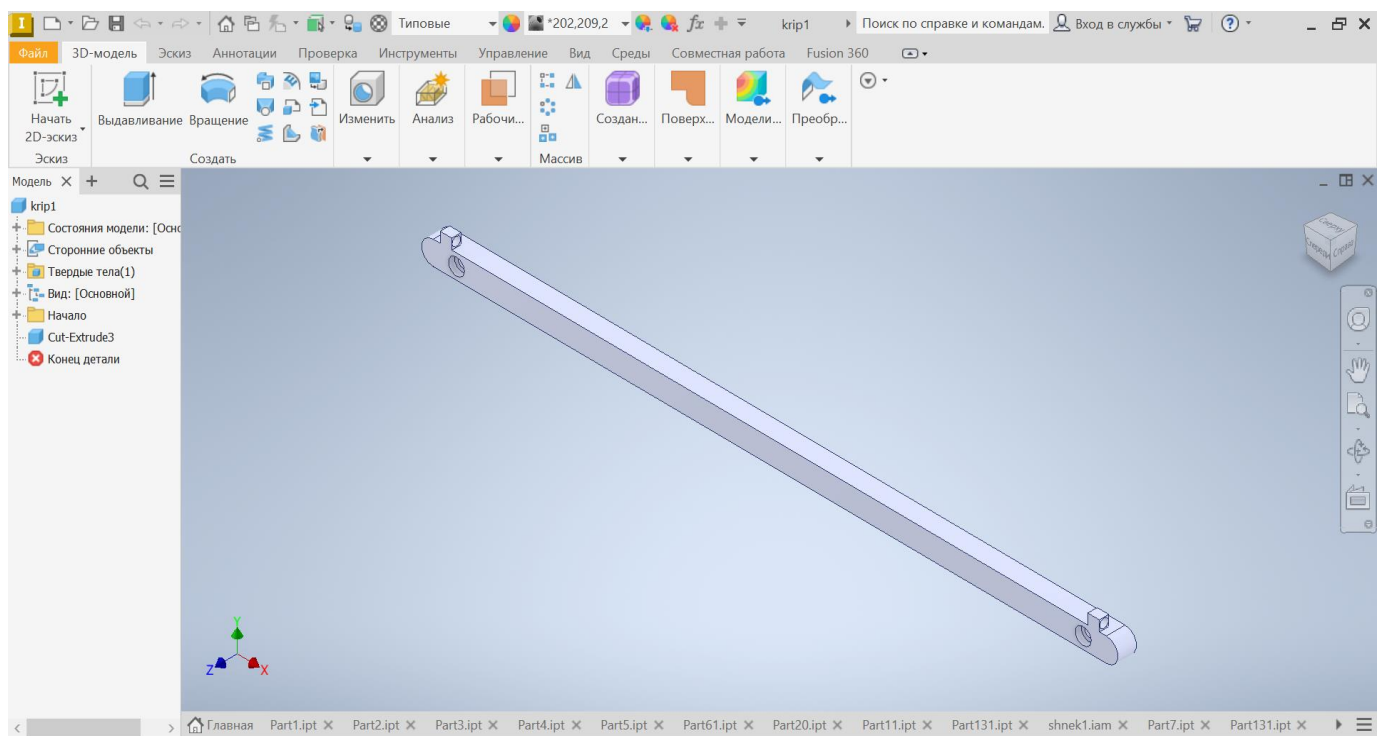 I Типовые *202,209,2 fx krip1 Поиск по справке и командам. Вход в службы ?
Файл 3D-модель Эскиз Аннотации Проверка Инструменты Управление Вид Среды Совместная работа Fusion 360
Начать 2D-эскиз Выдавливание Вращение Изменить Анализ Рабочи... Создан... Поверх... Модели... Преобр...
Эскиз Создать Массив
Модель
krip1
Состояния модели: [Осно
Сторонние объекты
Твердые тела(1)
Вид: [Основной]
Начало
Cut-Extrude3
Конец детали
Сверху
Спереди Справа
Y
Z X
Главная Part1.ipt Part2.ipt Part3.ipt Part4.ipt Part5.ipt Part61.ipt Part20.ipt Part11.ipt Part131.ipt shnek1.iam Part7.ipt Part131.ipt